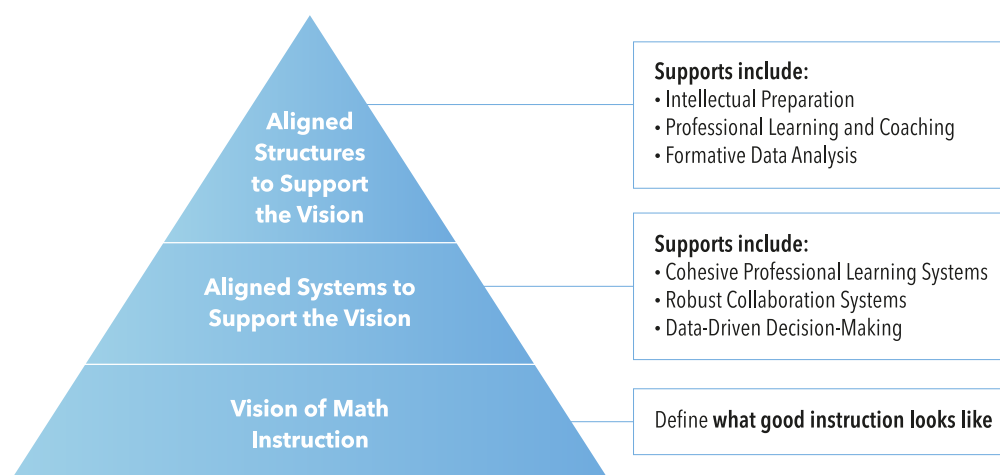 Aligned
Structures
to Support
the Vision
Supports include:
• Intellectual Preparation
• Professional Learning and Coaching
• Formative Data Analysis
Aligned Systems to
Support the Vision
Supports include:
• Cohesive Professional Learning Systems
• Robust Collaboration Systems
• Data-Driven Decision-Making
Vision of Math
Instruction
Define what good instruction looks like